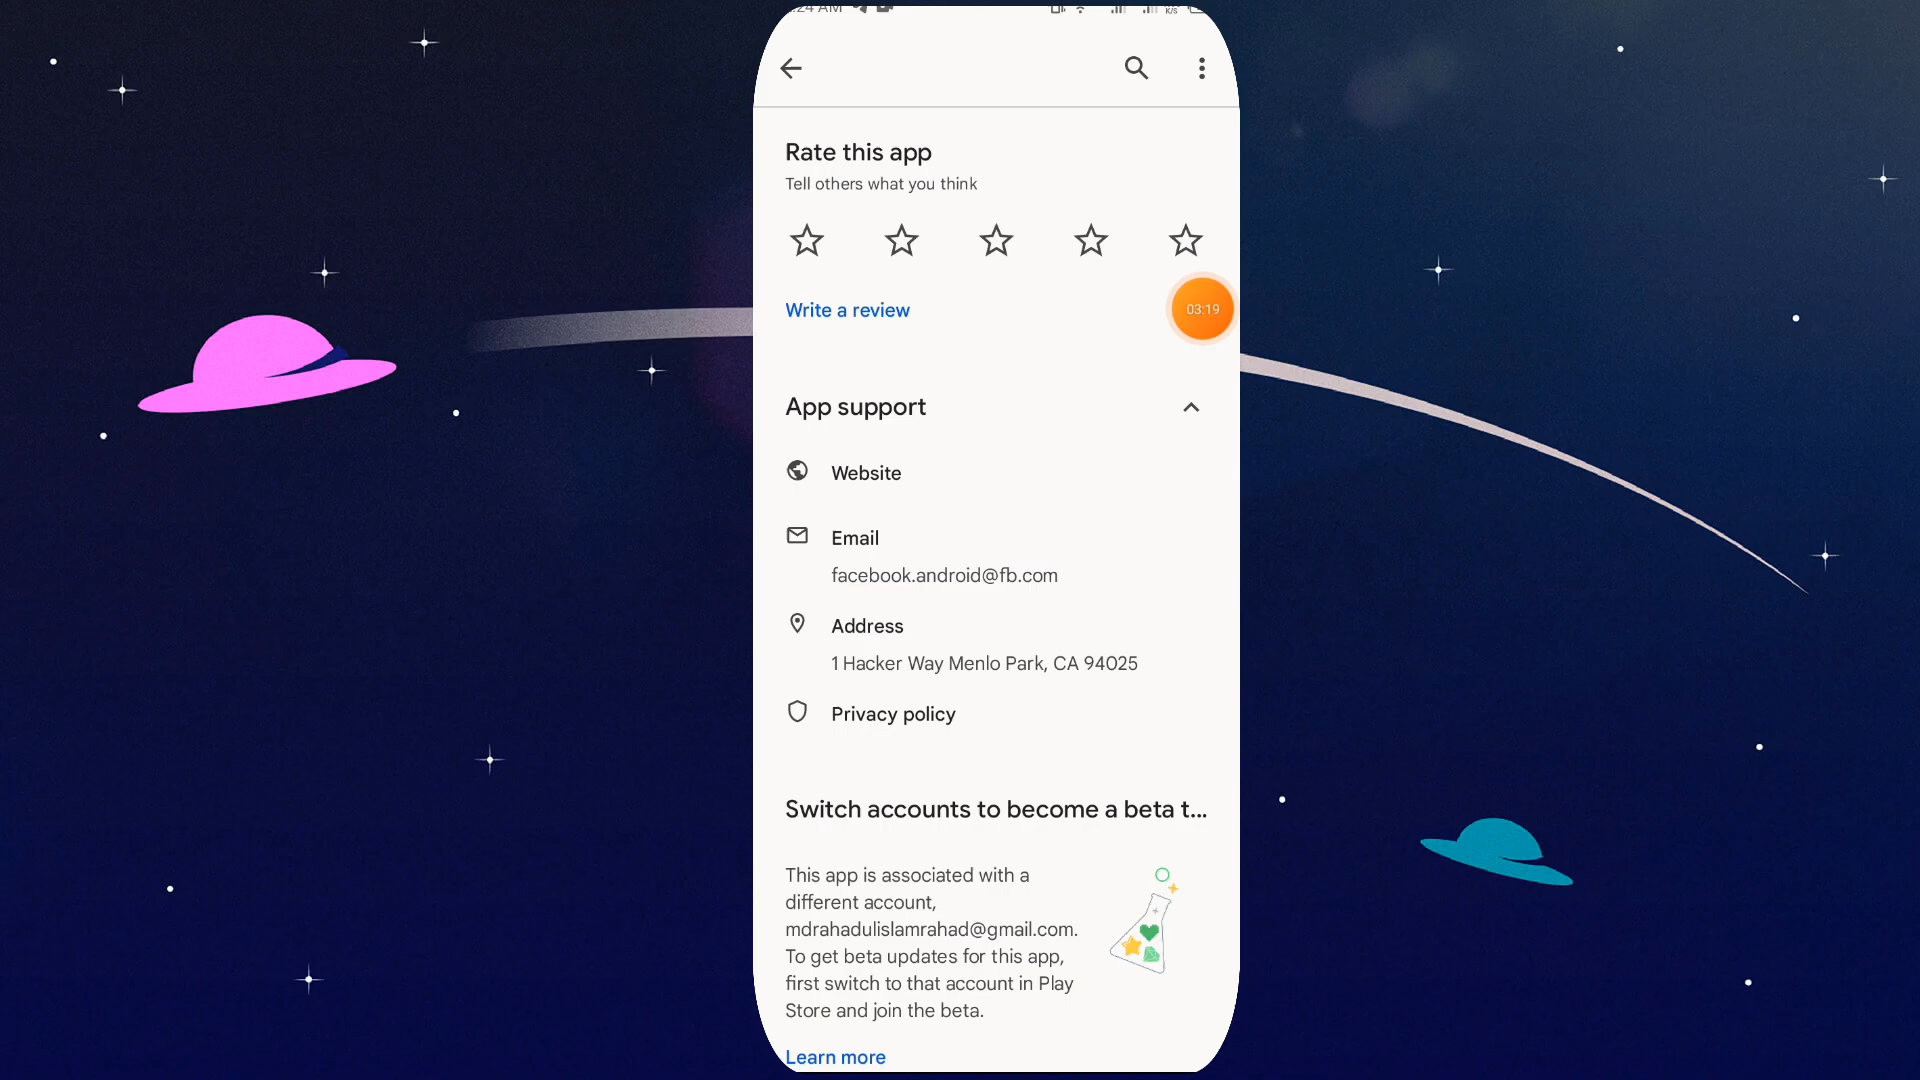 :24 AM
K/s
Rate this app
Tell others what you think
Write a review
03:19
App support
Website
Email
facebook.android@fb.com
Address
1 Hacker Way Menlo Park, CA 94025
Privacy policy
Switch accounts to become a beta t...
This app is associated with a
different account,
mdrahadulislamrahad@gmail.com.
To get beta updates for this app,
first switch to that account in Play
Store and join the beta.
Learn more